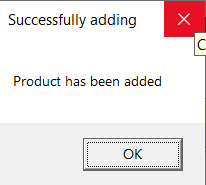 Successfully adding
C
Product has been added
OK